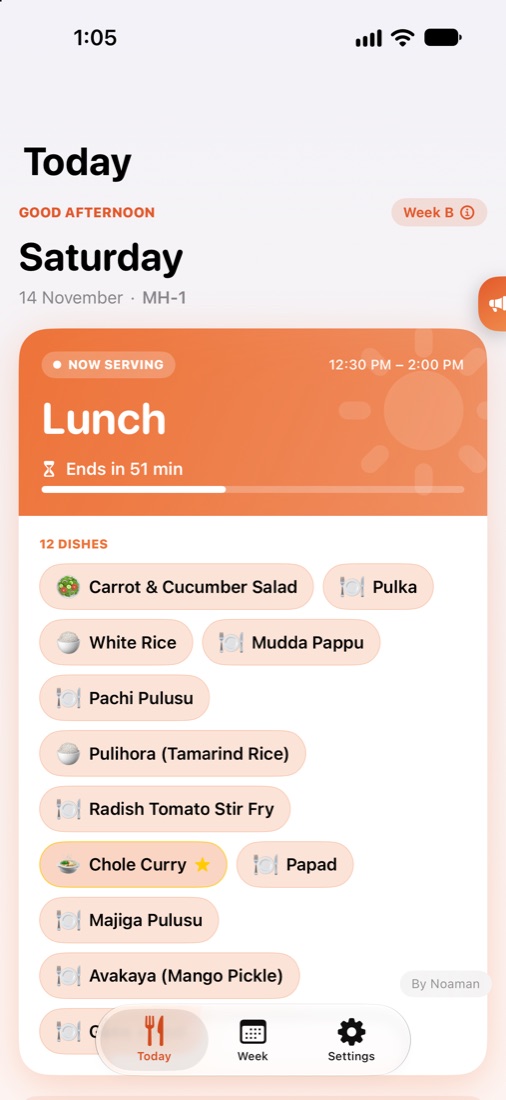 1:05
Today
GOOD AFTERNOON
Week B
Saturday
14 November · MH-1
NOW SERVING
12:30 PM – 2:00 PM
Lunch
Ends in 51 min
12 DISHES
Carrot & Cucumber Salad
Pulka
White Rice
Mudda Pappu
Pachi Pulusu
Pulihora (Tamarind Rice)
Radish Tomato Stir Fry
Chole Curry
Papad
Majiga Pulusu
Avakaya (Mango Pickle)
By Noaman
Today
Week
Settings